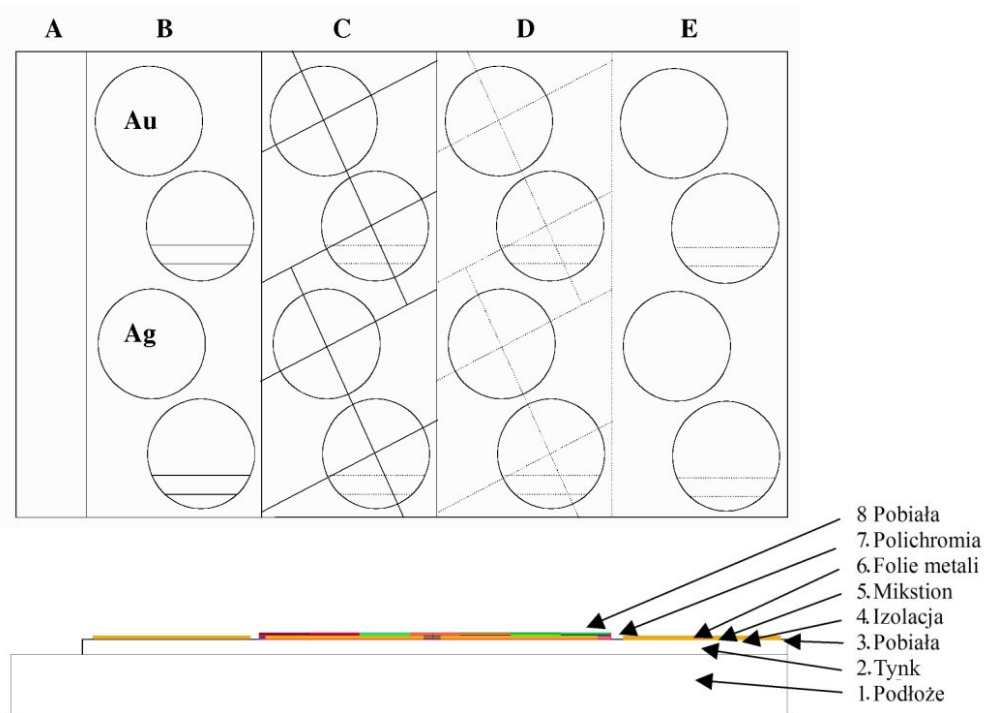 A B C D E
Au
Ag
8 Pobiała
7. Polichromia
6. Folie metali
5. Mikstion
4. Izolacja
3. Pobiała
2. Tynk
1. Podłoże